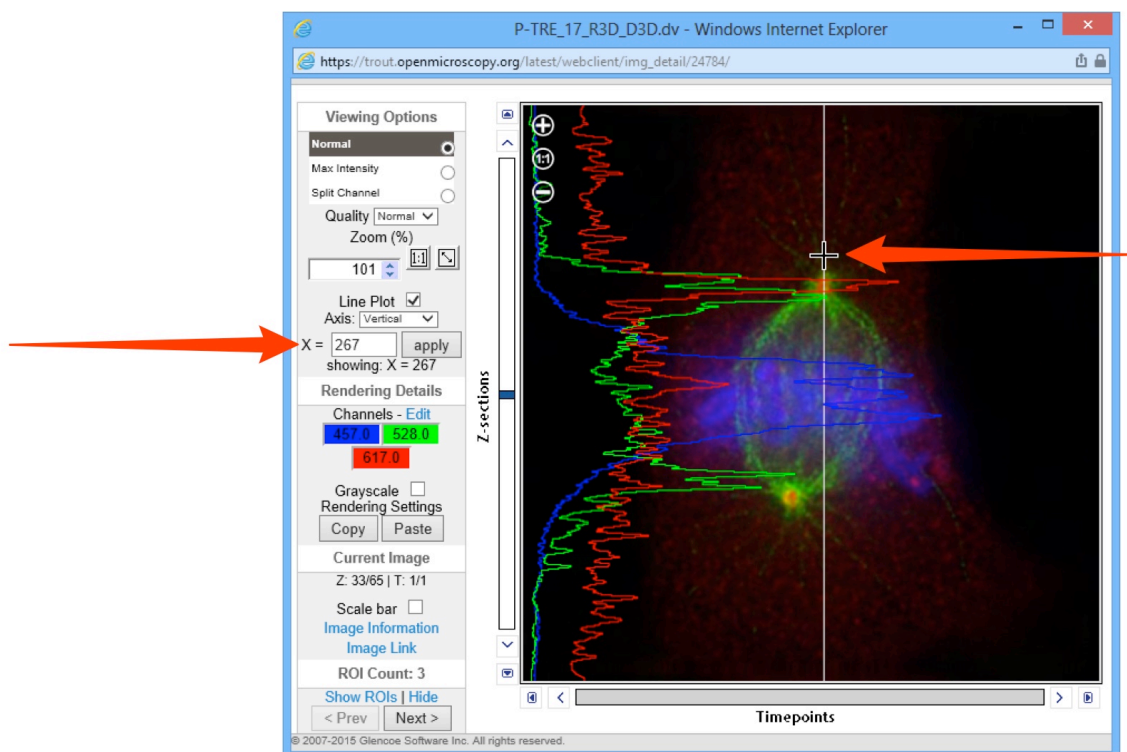 P-TRE_17_R3D_D3D.dv - Windows Internet Explorer
https://trout.openmicroscopy.org/latest/webclient/img_detail/24784/
Viewing Options
Normal
Max Intensity
Split Channel
Quality Normal
Zoom (%)
101 1:1
Line Plot
Axis: Vertical
X = 267 apply
showing: X = 267
Rendering Details
Channels - Edit
457.0 528.0
617.0
Grayscale
Rendering Settings
Copy Paste
Current Image
Z: 33/65 | T: 1/1
Scale bar
Image Information
Image Link
ROI Count: 3
Show ROIs | Hide
< Prev Next >
© 2007-2015 Glencoe Software Inc. All rights reserved.
Z-sections
1:1
Timepoints